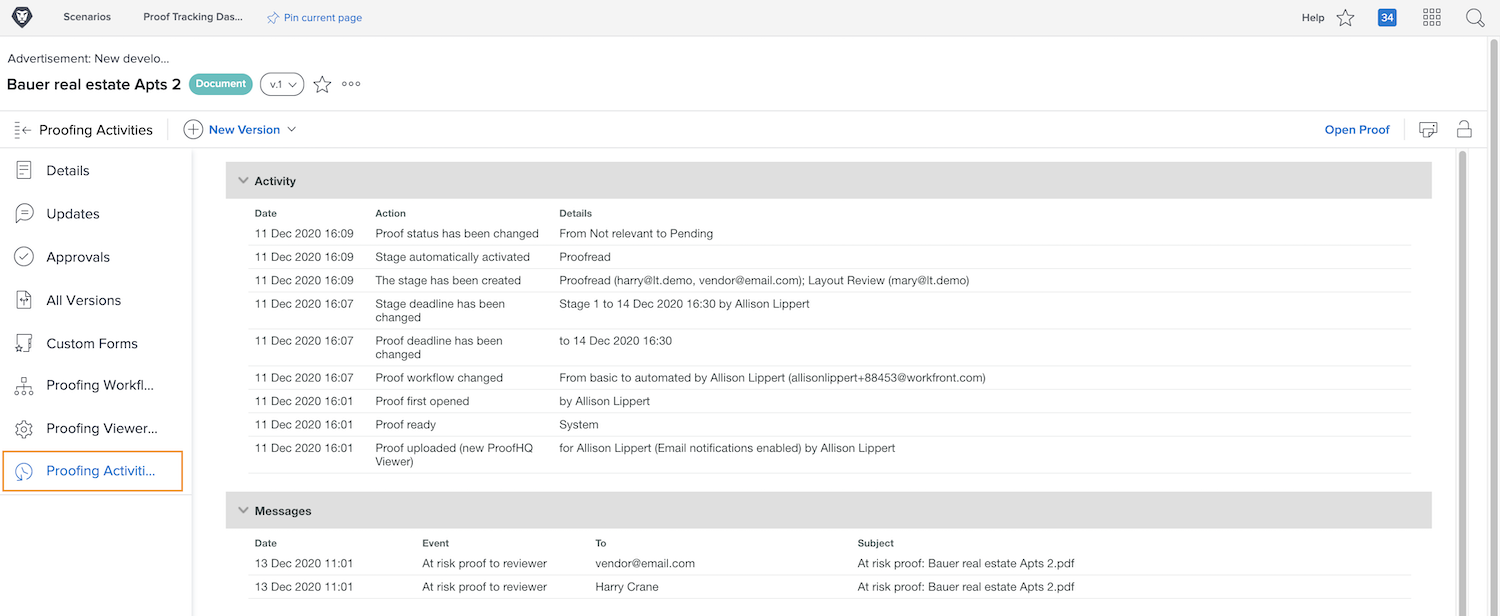 Scenarios Proof Tracking Das... Pin current page Help 34
Advertisement: New develo...
Bauer real estate Apts 2 Document v.1
Proofing Activities New Version Open Proof
Details
Updates
Approvals
All Versions
Custom Forms
Proofing Workfl...
Proofing Viewer...
Proofing Activiti...
Activity
Date Action Details
11 Dec 2020 16:09 Proof status has been changed From Not relevant to Pending
11 Dec 2020 16:09 Stage automatically activated Proofread
11 Dec 2020 16:09 The stage has been created Proofread (harry@lt.demo, vendor@email.com); Layout Review (mary@lt.demo)
11 Dec 2020 16:07 Stage deadline has been Stage 1 to 14 Dec 2020 16:30 by Allison Lippert
changed
11 Dec 2020 16:07 Proof deadline has been to 14 Dec 2020 16:30
changed
11 Dec 2020 16:07 Proof workflow changed From basic to automated by Allison Lippert (allisonlippert+88453@workfront.com)
11 Dec 2020 16:01 Proof first opened by Allison Lippert
11 Dec 2020 16:01 Proof ready System
11 Dec 2020 16:01 Proof uploaded (new ProofHQ for Allison Lippert (Email notifications enabled) by Allison Lippert
Viewer)
Messages
Date Event To Subject
13 Dec 2020 11:01 At risk proof to reviewer vendor@email.com At risk proof: Bauer real estate Apts 2.pdf
13 Dec 2020 11:01 At risk proof to reviewer Harry Crane At risk proof: Bauer real estate Apts 2.pdf